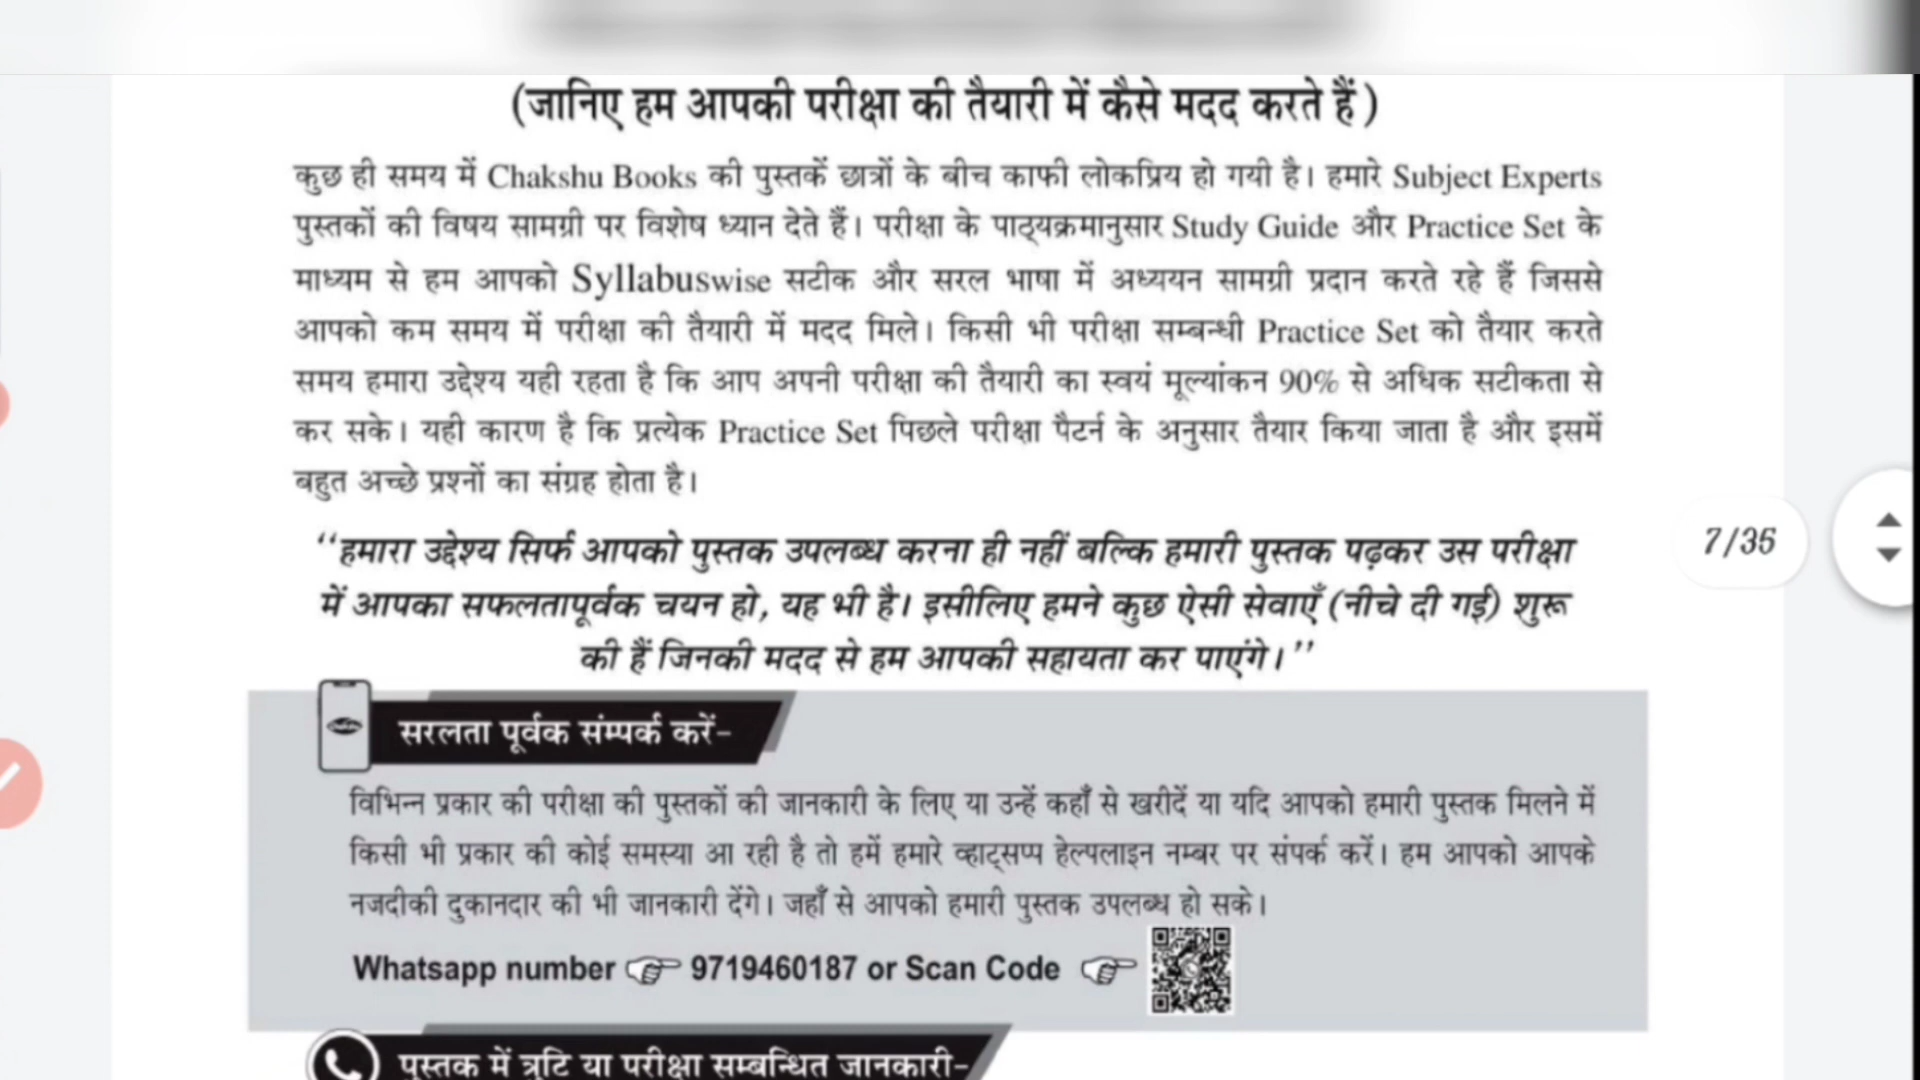 (जानिए हम आपकी परीक्षा की तैयारी में कैसे मदद करते हैं)
कुछ ही समय में Chakshu Books की पुस्तकें छात्रों के बीच काफी लोकप्रिय हो गयी है। हमारे Subject Experts
पुस्तकों की विषय सामग्री पर विशेष ध्यान देते हैं। परीक्षा के पाठ्यक्रमानुसार Study Guide और Practice Set के
माध्यम से हम आपको Syllabuswise सटीक और सरल भाषा में अध्ययन सामग्री प्रदान करते रहे हैं जिससे
आपको कम समय में परीक्षा की तैयारी में मदद मिले। किसी भी परीक्षा सम्बन्धी Practice Set को तैयार करते
समय हमारा उद्देश्य यही रहता है कि आप अपनी परीक्षा की तैयारी का स्वयं मूल्यांकन 90% से अधिक सटीकता से
कर सके। यही कारण है कि प्रत्येक Practice Set पिछले परीक्षा पैटर्न के अनुसार तैयार किया जाता है और इसमें
बहुत अच्छे प्रश्नों का संग्रह होता है।
‘‘हमारा उद्देश्य सिर्फ आपको पुस्तक उपलब्ध करना ही नहीं बल्कि हमारी पुस्तक पढ़कर उस परीक्षा
में आपका सफलतापूर्वक चयन हो, यह भी है। इसीलिए हमने कुछ ऐसी सेवाएँ (नीचे दी गई) शुरू
की हैं जिनकी मदद से हम आपकी सहायता कर पाएंगे।’’
7/35
सरलता पूर्वक संम्पर्क करें-
विभिन्न प्रकार की परीक्षा की पुस्तकों की जानकारी के लिए या उन्हें कहाँ से खरीदें या यदि आपको हमारी पुस्तक मिलने में
किसी भी प्रकार की कोई समस्या आ रही है तो हमें हमारे व्हाट्सप्प हेल्पलाइन नम्बर पर संपर्क करें। हम आपको आपके
नजदीकी दुकानदार की भी जानकारी देंगे। जहाँ से आपको हमारी पुस्तक उपलब्ध हो सके।
Whatsapp number 9719460187 or Scan Code
पुस्तक में त्रुटि या परीक्षा सम्बन्धित जानकारी-